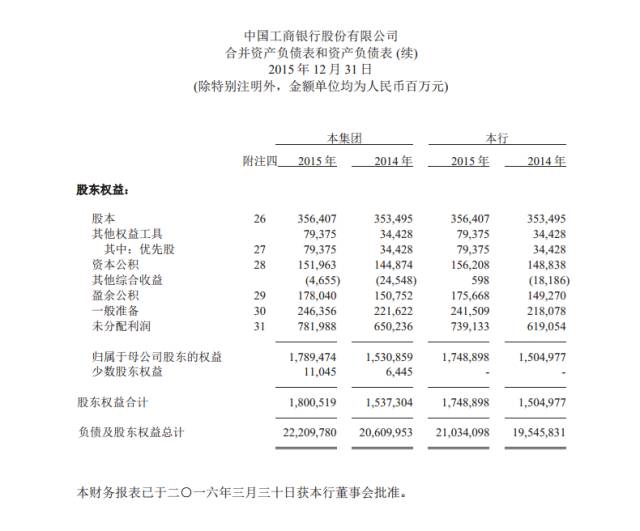 中国工商银行股份有限公司
合并资产负债表和资产负债表 (续)
2015 年 12 月 31 日
(除特别注明外，金额单位均为人民币百万元)
本集团 本行
附注四 2015 年 2014 年 2015 年 2014 年
股东权益：
股本 26 356,407 353,495 356,407 353,495
其他权益工具 79,375 34,428 79,375 34,428
其中：优先股 27 79,375 34,428 79,375 34,428
资本公积 28 151,963 144,874 156,208 148,838
其他综合收益 (4,655) (24,548) 598 (18,186)
盈余公积 29 178,040 150,752 175,668 149,270
一般准备 30 246,356 221,622 241,509 218,078
未分配利润 31 781,988 650,236 739,133 619,054
归属于母公司股东的权益 1,789,474 1,530,859 1,748,898 1,504,977
少数股东权益 11,045 6,445 - -
股东权益合计 1,800,519 1,537,304 1,748,898 1,504,977
负债及股东权益总计 22,209,780 20,609,953 21,034,098 19,545,831
本财务报表已于二〇一六年三月三十日获本行董事会批准。